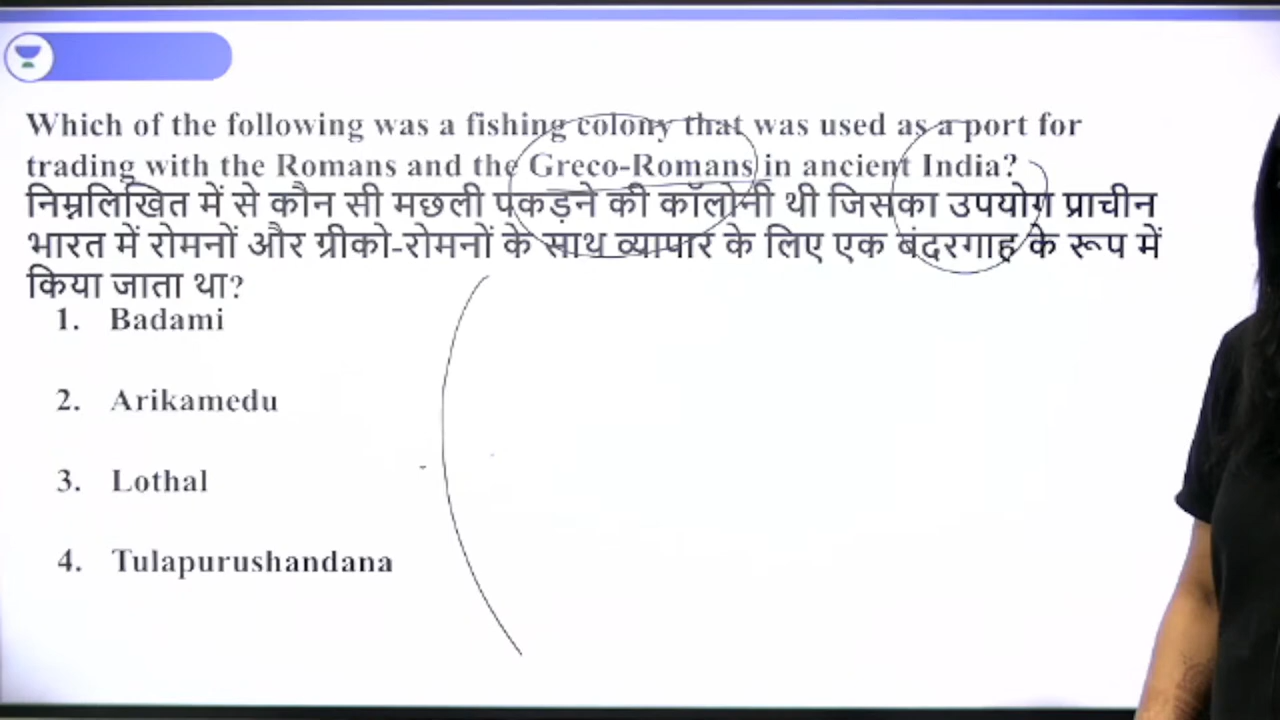 Which of the following was a fishing colony that was used as a port for
trading with the Romans and the Greco-Romans in ancient India?
निम्नलिखित में से कौन सी मछली पकड़ने की कॉलोनी थी जिसका उपयोग प्राचीन
भारत में रोमनों और ग्रीको-रोमनों के साथ व्यापार के लिए एक बंदरगाह के रूप में
किया जाता था?
1. Badami
2. Arikamedu
3. Lothal
4. Tulapurushandana